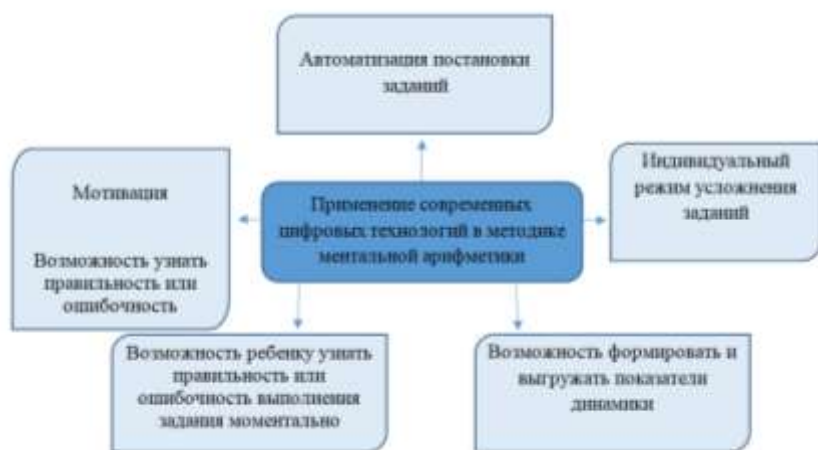 Автоматизация постановки
заданий
Индивидуальный
режим усложнения
заданий
Мотивация
Возможность узнать
правильность или
ошибочность
Применение современных
цифровых технологий в методике
ментальной арифметики
Возможность ребенку узнать
правильность или
ошибочность выполнения
задания моментально
Возможность формировать и
выгружать показатели
динамики